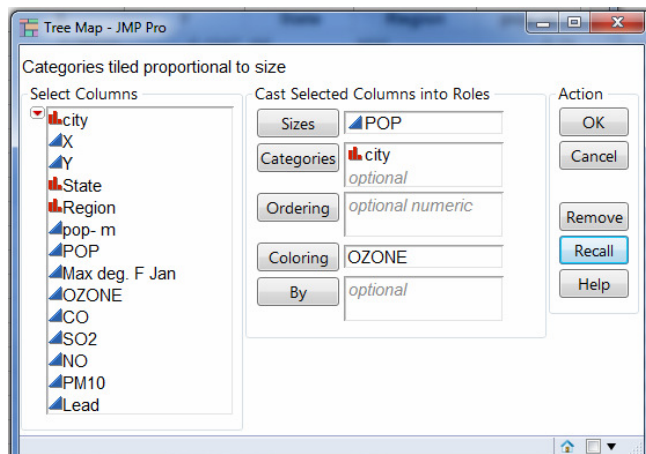 Tree Map - JMP Pro
State Region
Categories tiled proportional to size
Select Columns
city
X
Y
State
Region
pop- m
POP
Max deg. F Jan
OZONE
CO
SO2
NO
PM10
Lead
Cast Selected Columns into Roles
Sizes POP
Categories city
optional
Ordering optional numeric
Coloring OZONE
By optional
Action
OK
Cancel
Remove
Recall
Help